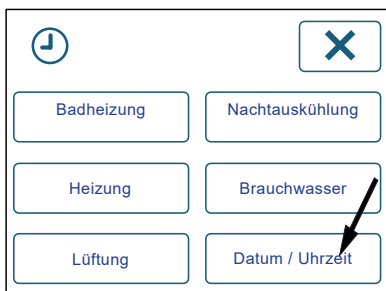 Badheizung
Nachtauskühlung
Heizung
Brauchwasser
Lüftung
Datum / Uhrzeit